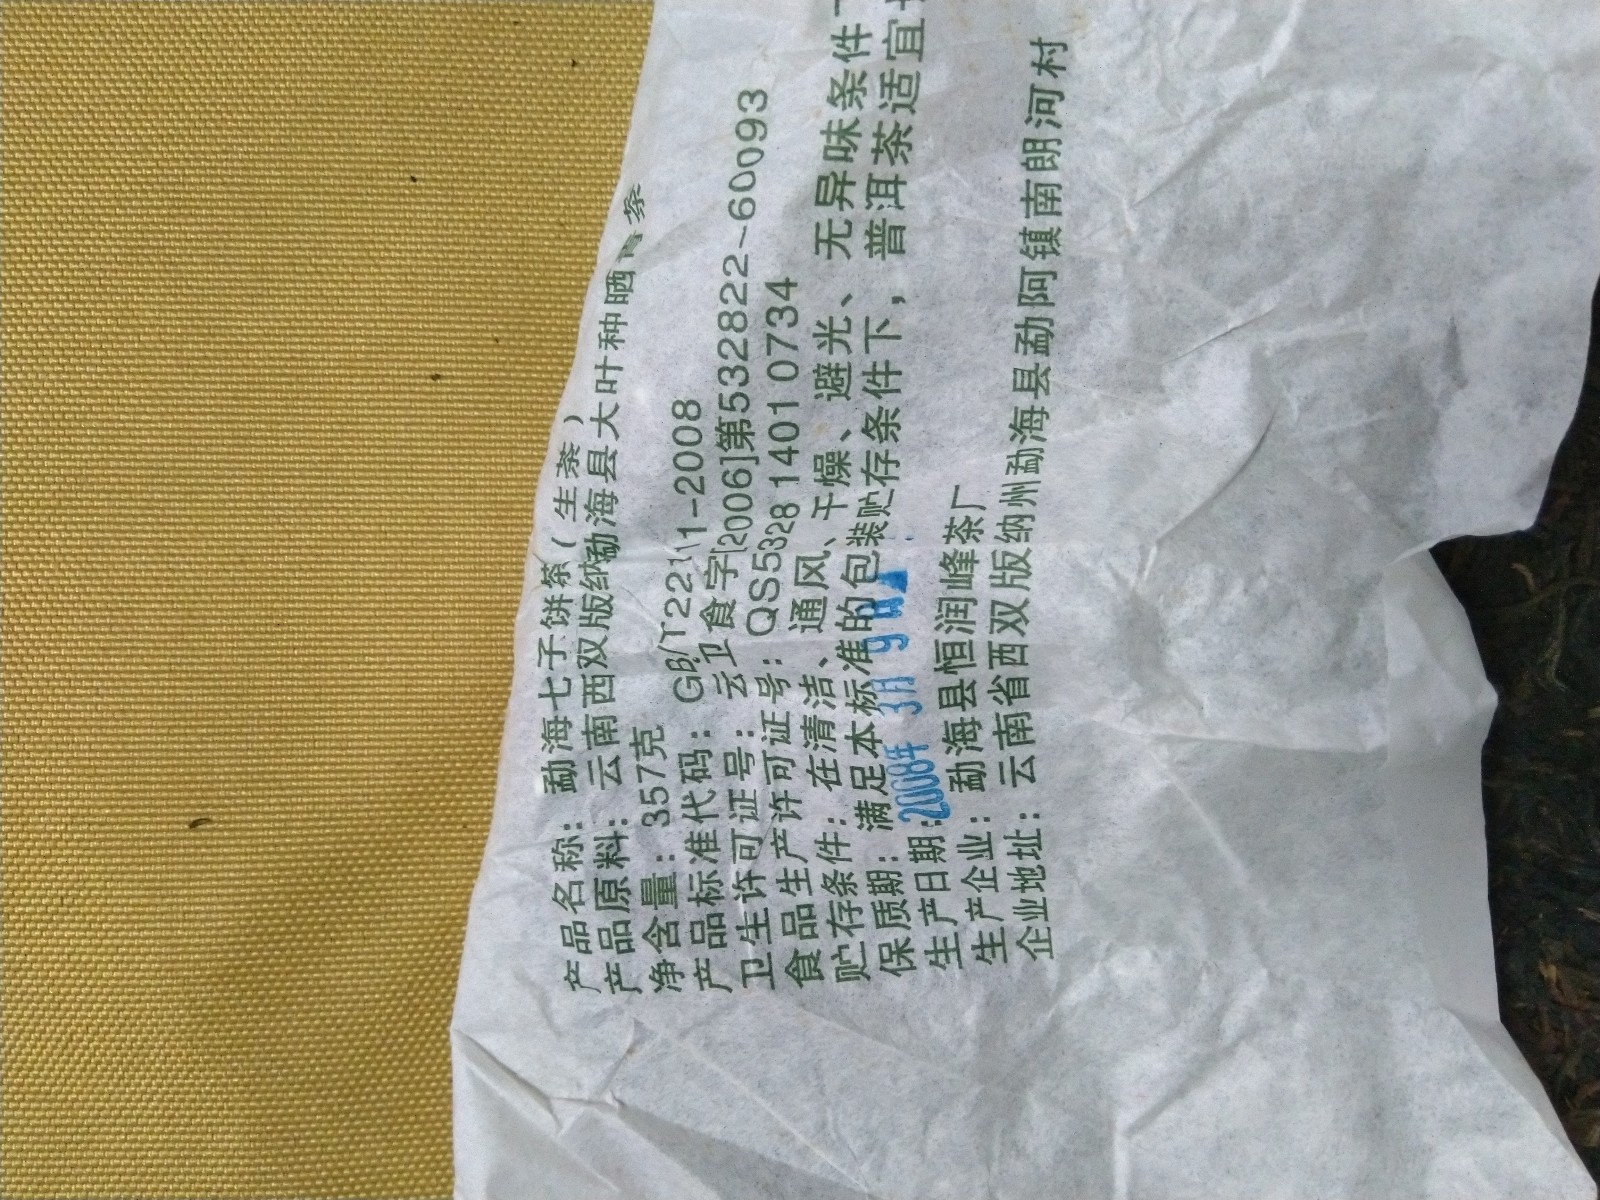 产品名称：勐海七子饼茶（生茶）
产品原料：云南西双版纳勐海县大叶种晒青茶
净含量：357克
产品标准代码：GB/T22111-2008
卫生许可证号：云卫食字[2006]第532822-60093
食品生产许可证号：QS5328 1401 0734
贮存条件：在清洁、通风、干燥、避光、无异味条件下
保质期：满足本标准的包装贮存条件下，普洱茶适宜
生产日期：2008年3月9日
生产企业：勐海县恒润峰茶厂
企业地址：云南省西双版纳州勐海县勐阿镇南朗河村